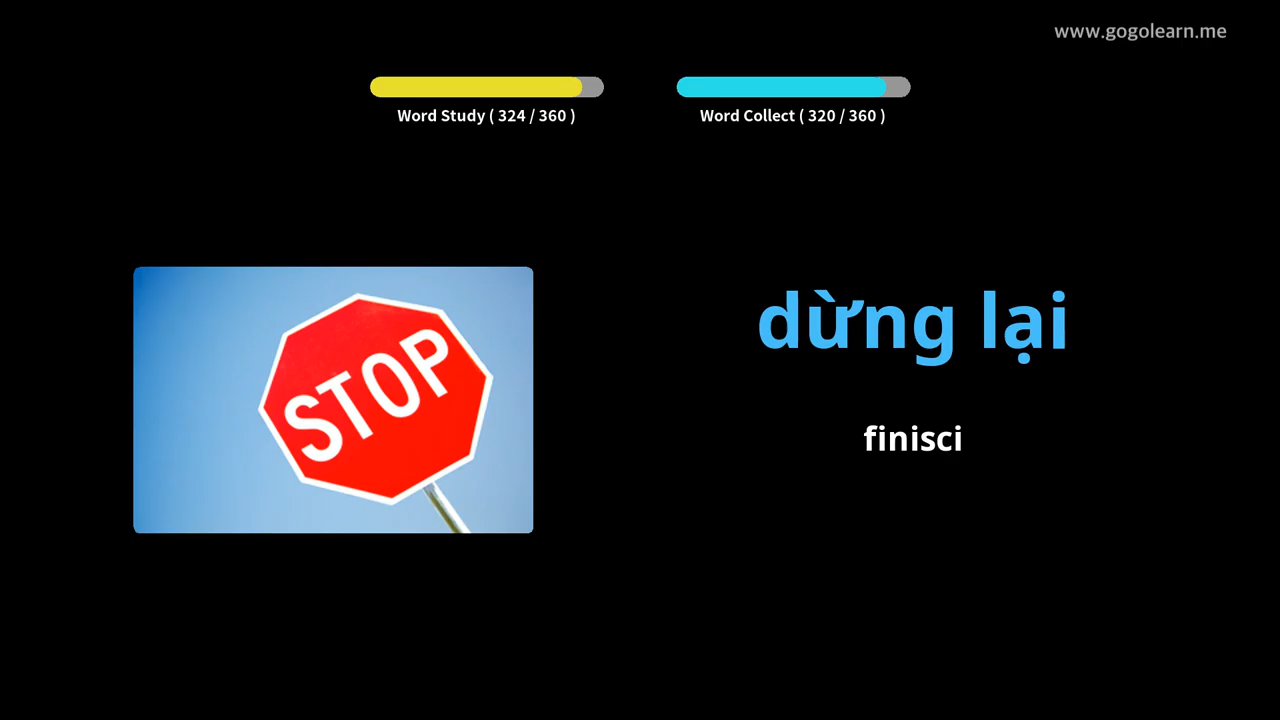 www.gogolearn.me
Word Study ( 324 / 360 )
Word Collect ( 320 / 360 )
STOP
dừng lại
finisci